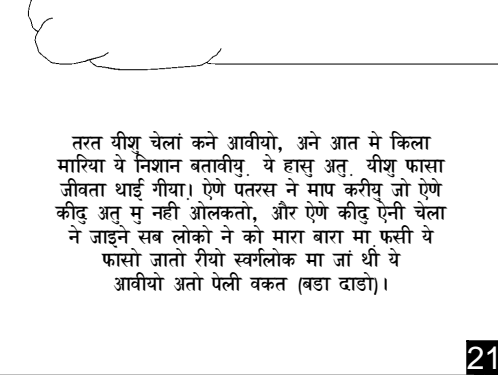 तरत यीशु चेलां कने आवीयो, अने आत मे किला
मारिया ये निशान बतावीयु. ये हासु अतु. यीशु फासा
जीवता थाई गीया। ऐणे पतरस ने माप करीयु जो ऐणे
कीदु अतु मु नही ओलकतो, और ऐणे कीदु ऐनी चेला
ने जाइने सब लोको ने को मारा बारा मा. फसी ये
फासो जातो रीयो स्वर्गलोक मा जां थी ये
आवीयो अतो पेली वकत (बडा दाडो)।
21